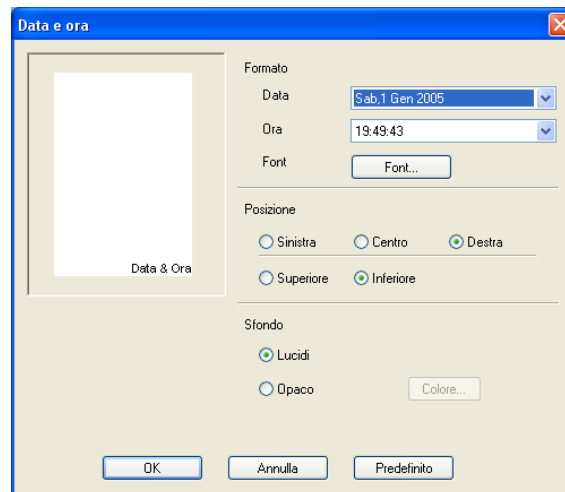 Data e ora
Formato
Data Sab,1 Gen 2005
Ora 19:49:43
Font Font...
Posizione
Sinistra Centro Destra
Superiore Inferiore
Data & Ora
Sfondo
Lucidi
Opaco Colore...
OK Annulla Predefinito